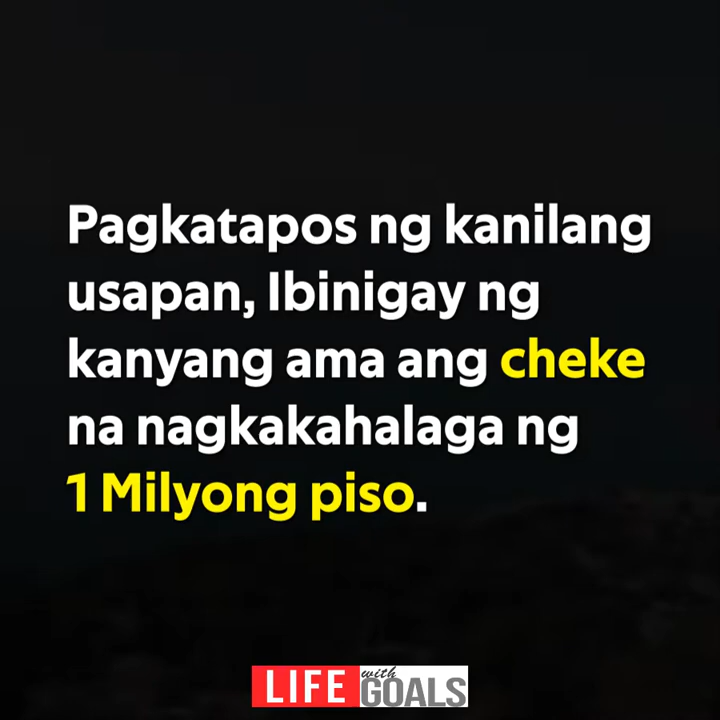 Pagkatapos ng kanilang
usapan, Ibinigay ng
kanyang ama ang cheke
na nagkakahalaga ng
1 Milyong piso.
LIFE with GOALS